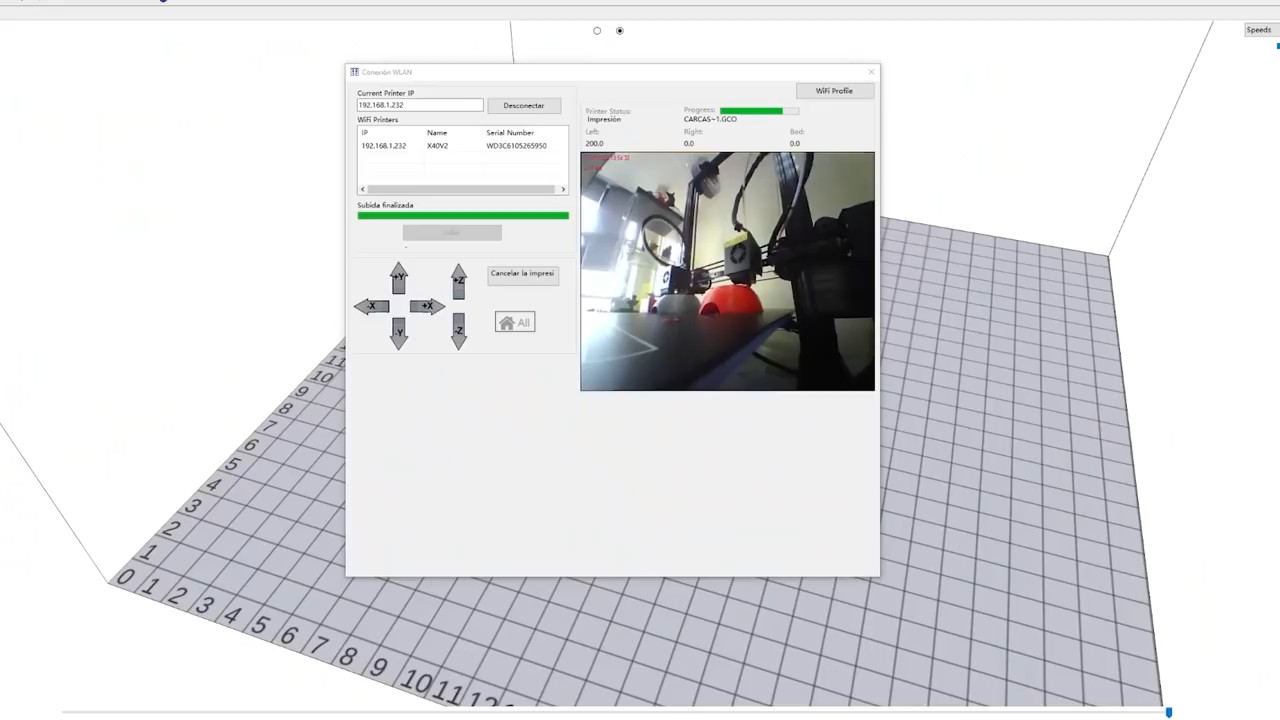 Speeds
Conexión WLAN
WiFi Profile
Current Printer IP
192.168.1.232
Desconectar
WiFi Printers
IP Name Serial Number
192.168.1.232 X40V2 WD3C6105265950
Subida finalizada
Printer Status: Progress:
Impresión CARCAS~1.GCO
Left: Right: Bed:
200.0 0.0 0.0
+Y
+Z
-X
+X
-Y
-Z
Cancelar la impresi
All
11
10
9
8
7
6
5
4
3
2
1
0 1 2 3 4 5 6 7 8 9 10 11 12